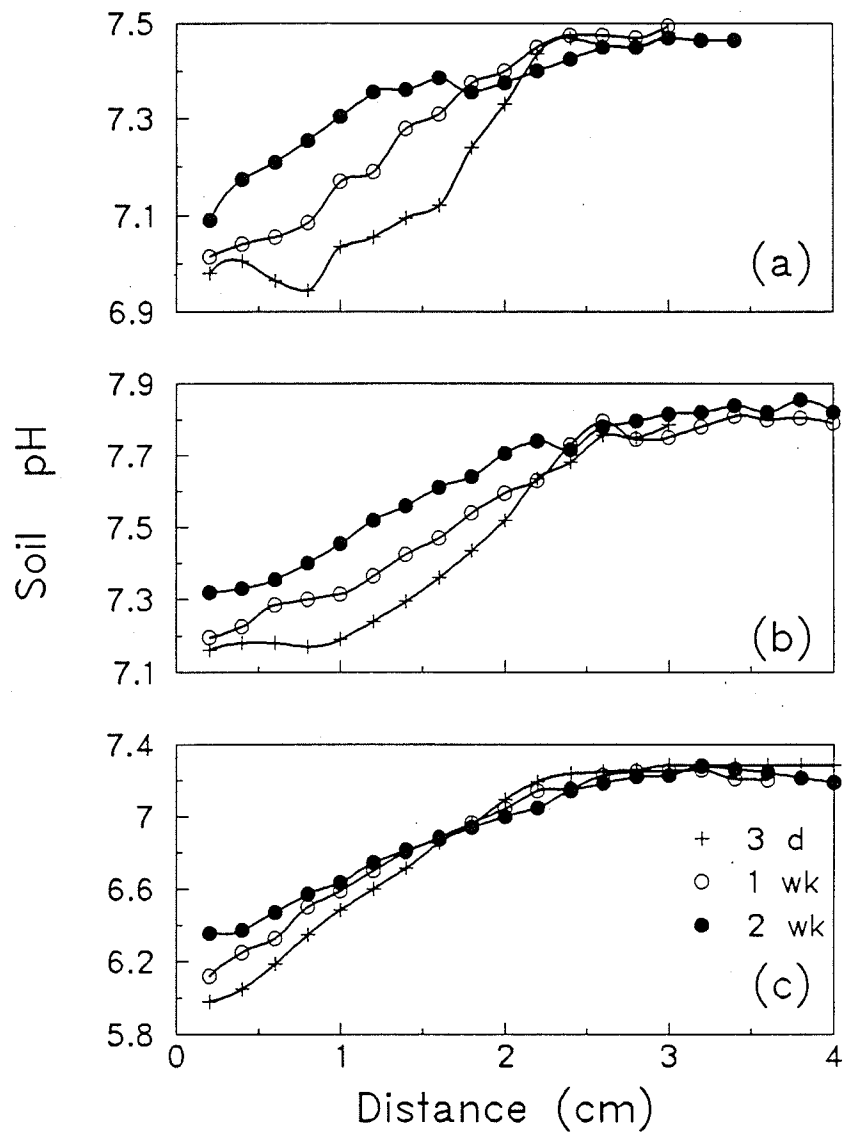 7.5
7.3
7.1
6.9
(a)
7.9
7.7
7.5
7.3
7.1
(b)
Soil pH
7.4
7
6.6
6.2
5.8
+ 3 d
○ 1 wk
● 2 wk
(c)
0 1 2 3 4
Distance (cm)